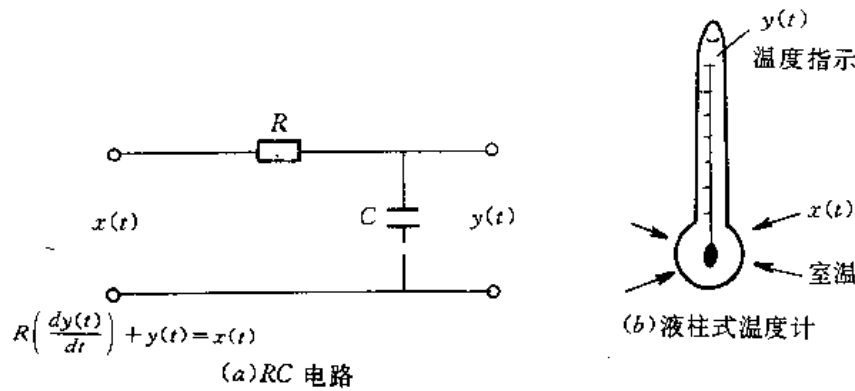 y(t)
温度指示
R
x(t)
C
y(t)
x(t)
室温
R(dy(t)/dt)+y(t)=x(t)
(a)RC 电路
(b)液柱式温度计